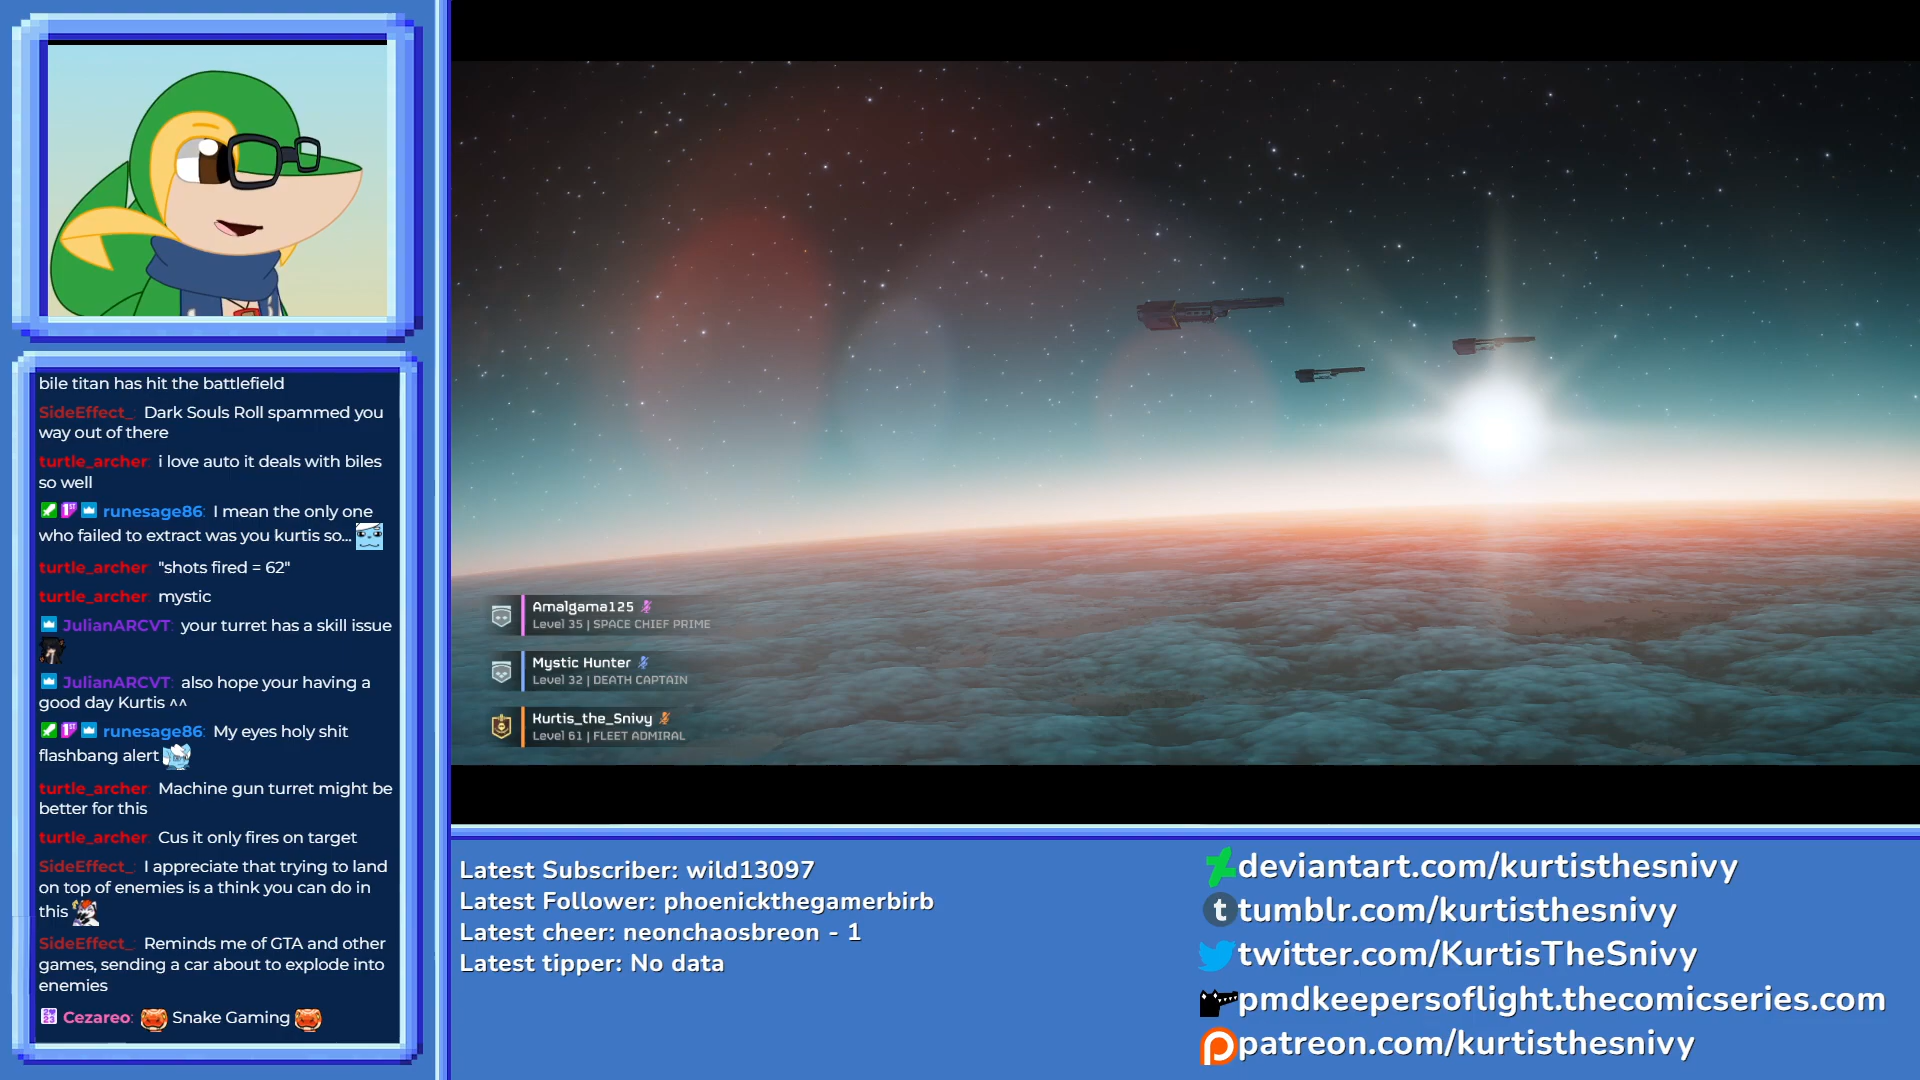 bile titan has hit the battlefield
SideEffect_: Dark Souls Roll spammed you
way out of there
turtle_archer: i love auto it deals with biles
so well
runesage86: I mean the only one
who failed to extract was you kurtis so...
turtle_archer: "shots fired = 62"
turtle_archer: mystic
JulianARCVT: your turret has a skill issue
JulianARCVT: also hope your having a
good day Kurtis ^^
runesage86: My eyes holy shit
flashbang alert
turtle_archer: Machine gun turret might be
better for this
turtle_archer: Cus it only fires on target
SideEffect_: I appreciate that trying to land
on top of enemies is a think you can do in
this
SideEffect_: Reminds me of GTA and other
games, sending a car about to explode into
enemies
Cezareo: Snake Gaming
Amalgama125
Level 35 | SPACE CHIEF PRIME
Mystic Hunter
Level 32 | DEATH CAPTAIN
Kurtis_the_Snivy
Level 61 | FLEET ADMIRAL
Latest Subscriber: wild13097
Latest Follower: phoenickthegamerbirb
Latest cheer: neonchaosbreon - 1
Latest tipper: No data
deviantart.com/kurtisthesnivy
tumblr.com/kurtisthesnivy
twitter.com/KurtisTheSnivy
pmdkeepersoflight.thecomicseries.com
patreon.com/kurtisthesnivy